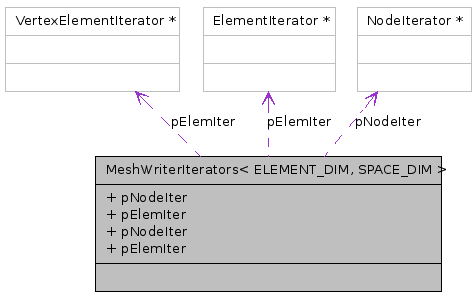 VertexElementIterator *
ElementIterator *
NodeIterator *
pElemIter
pElemIter
pNodeIter
MeshWriterIterators< ELEMENT_DIM, SPACE_DIM >
+ pNodeIter
+ pElemIter
+ pNodeIter
+ pElemIter